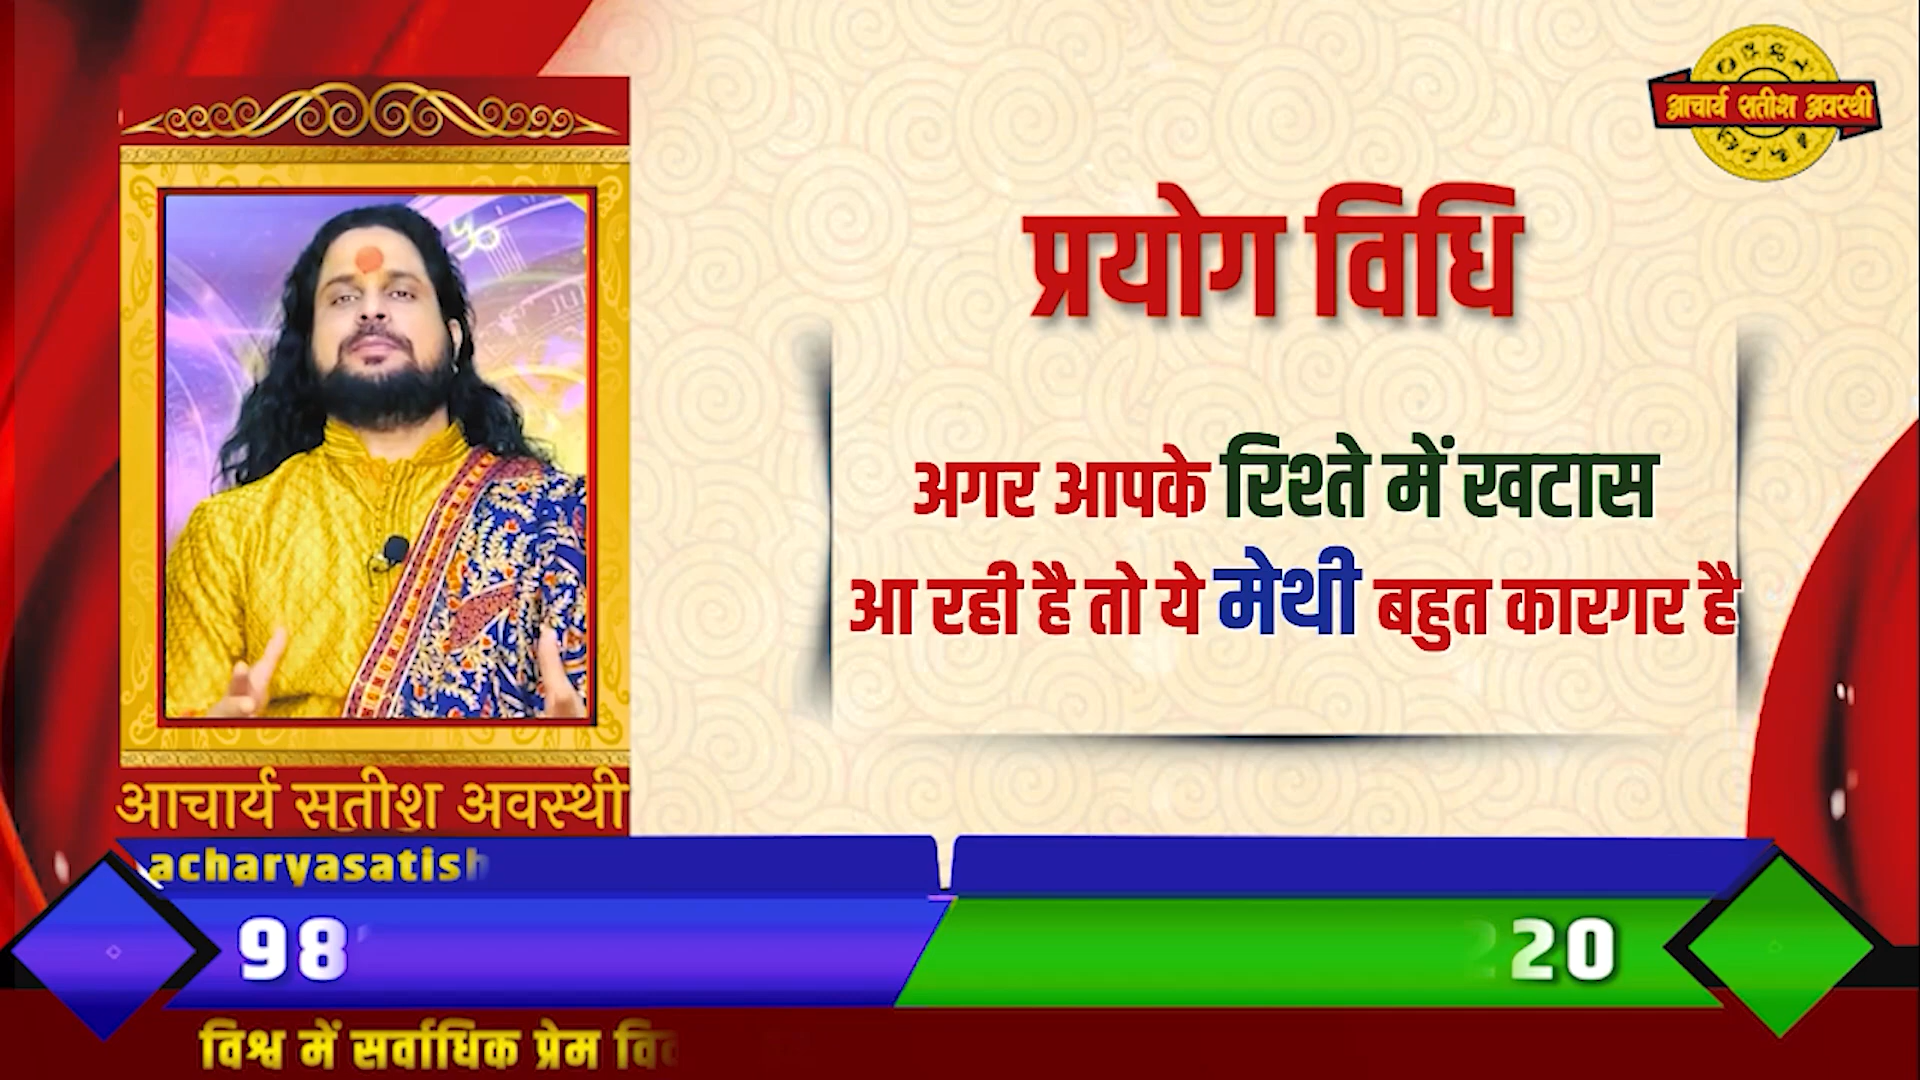 आचार्य सतीश अवस्थी
प्रयोग विधि
अगर आपके रिश्ते में खटास
आ रही है तो ये मेथी बहुत कारगर है
आचार्य सतीश अवस्थी
acharyasatish
98
20
विश्व में सर्वाधिक प्रेम